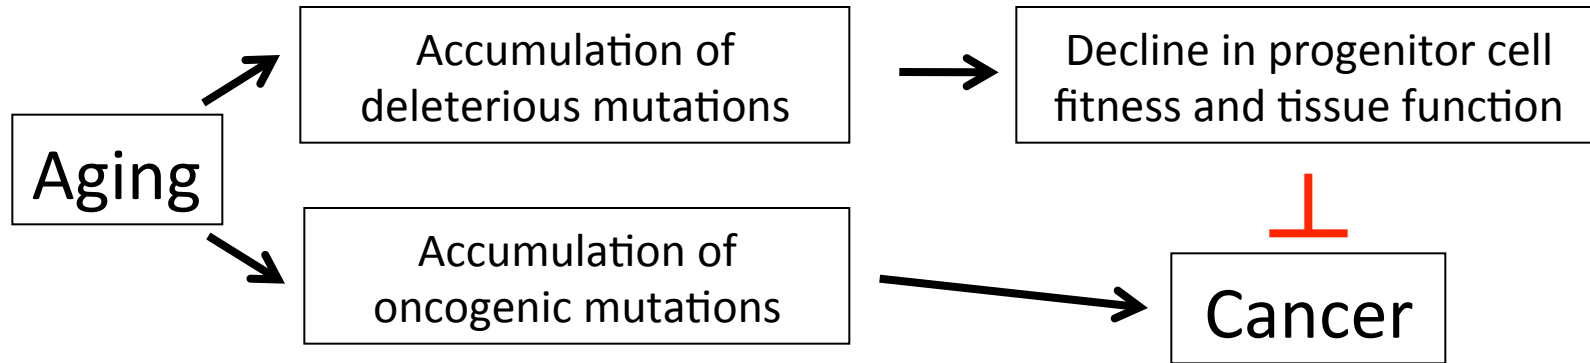 Aging
Accumulation of
deleterious mutations
Decline in progenitor cell
fitness and tissue function
Accumulation of
oncogenic mutations
Cancer